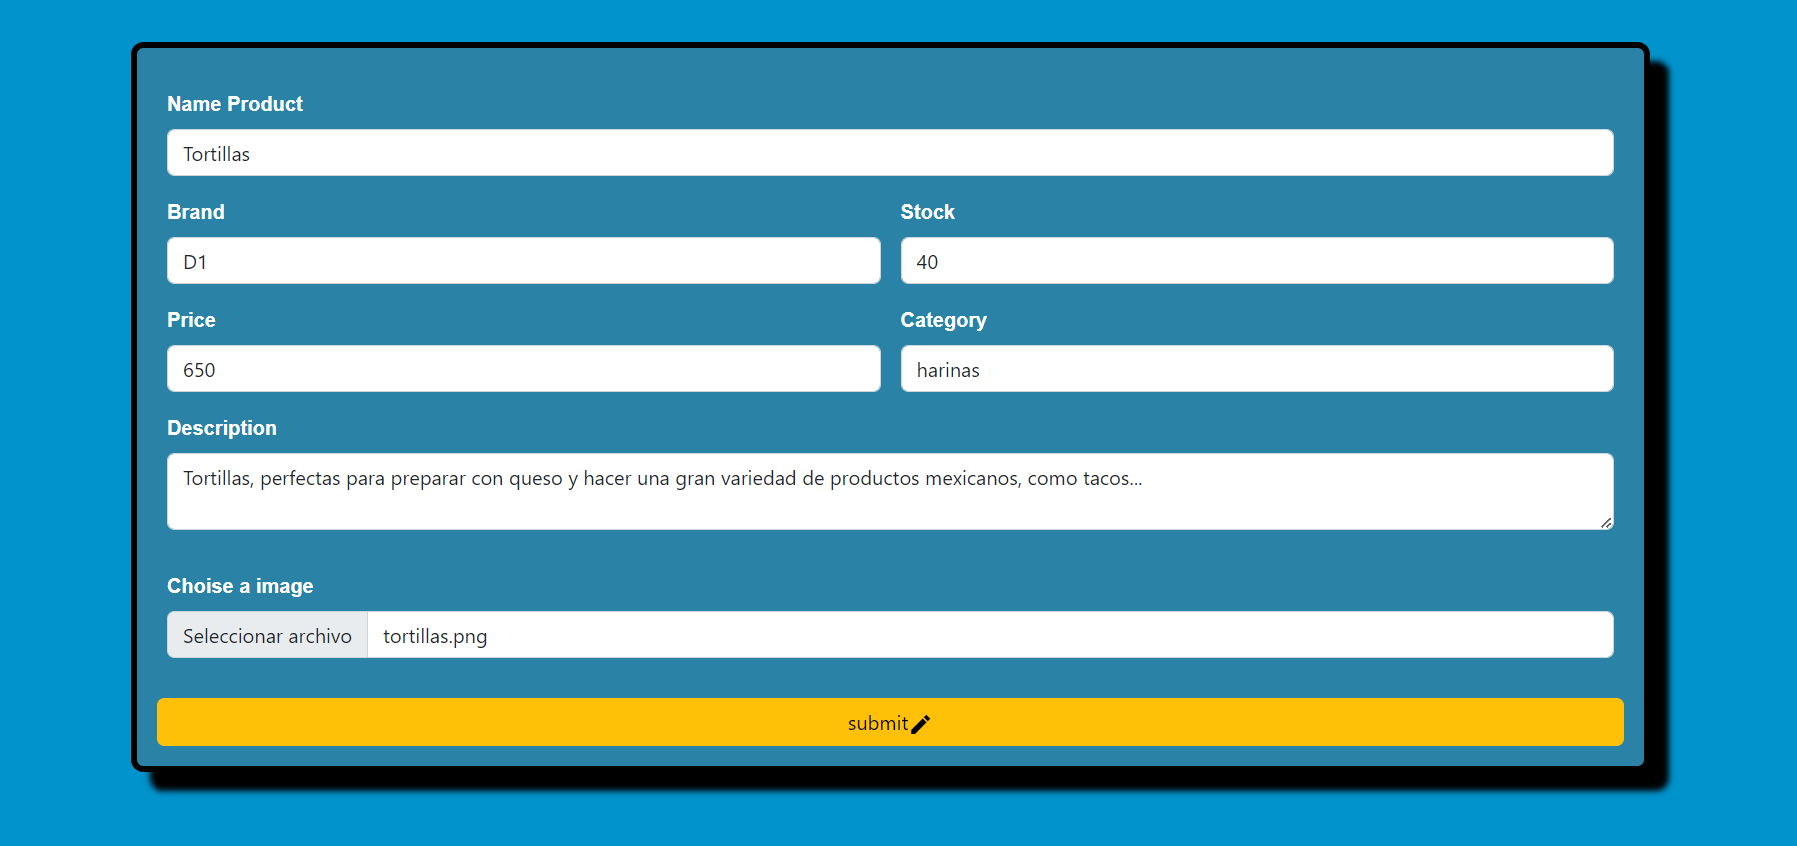 Name Product
Tortillas
Brand
Stock
D1
40
Price
Category
650
harinas
Description
Tortillas, perfectas para preparar con queso y hacer una gran variedad de productos mexicanos, como tacos...
Choise a image
Seleccionar archivo
tortillas.png
submit